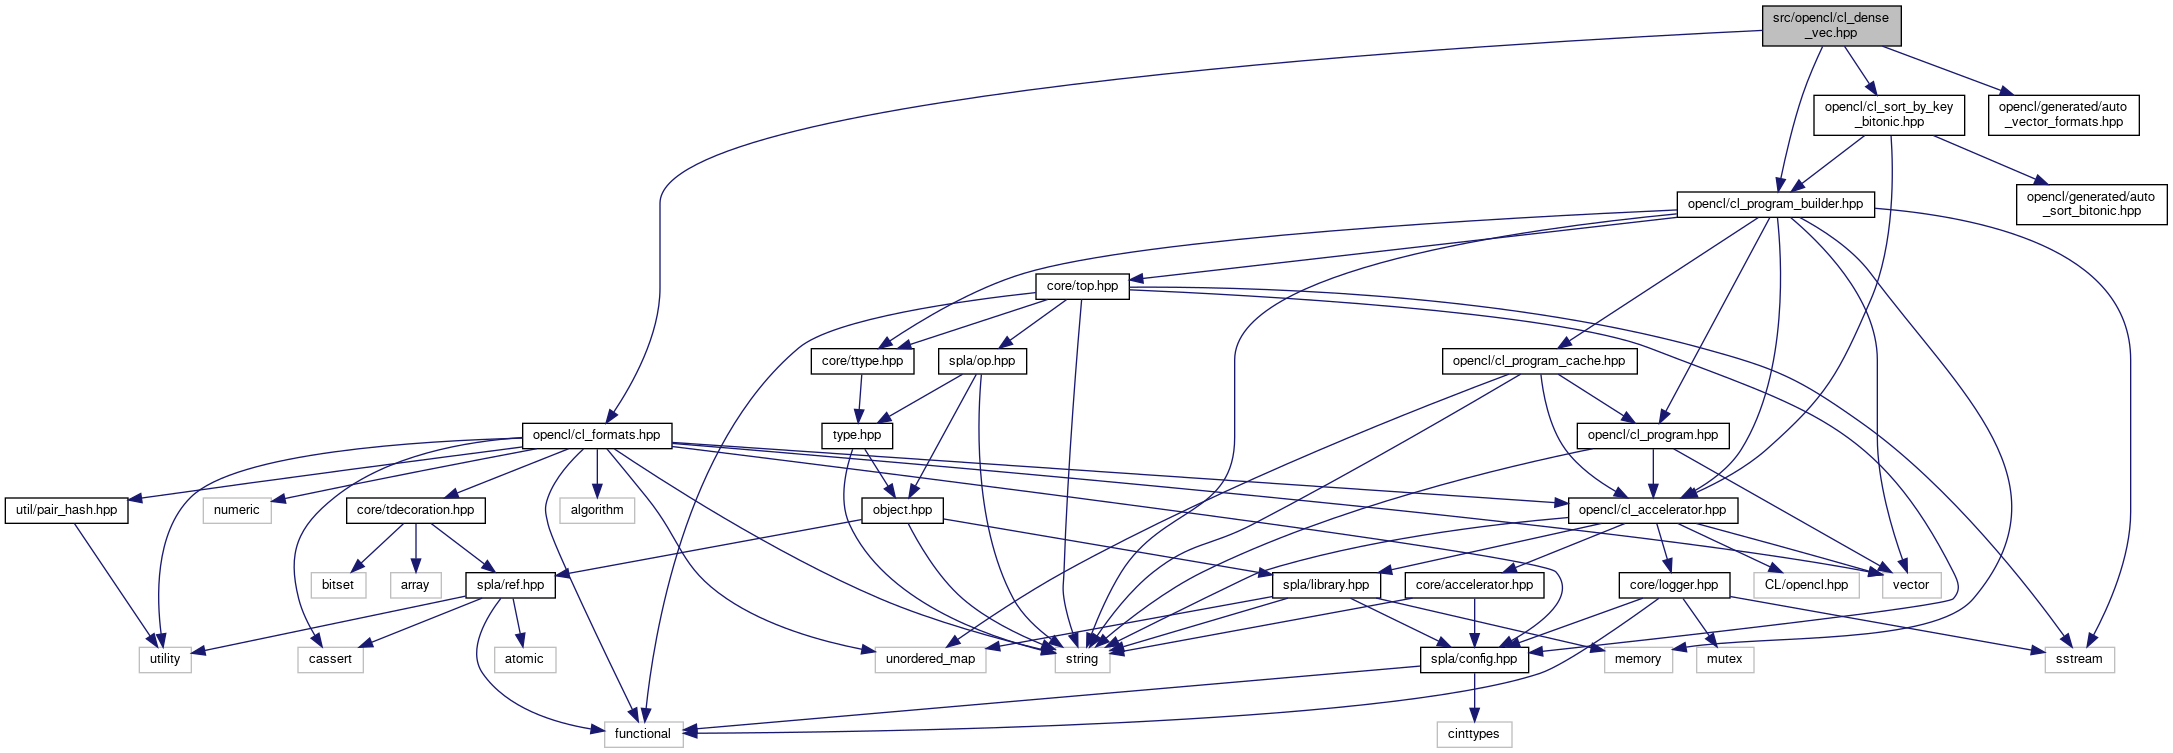 src/opencl/cl_dense
_vec.hpp
opencl/cl_sort_by_key
_bitonic.hpp
opencl/generated/auto
_vector_formats.hpp
opencl/cl_program_builder.hpp
opencl/generated/auto
_sort_bitonic.hpp
core/top.hpp
core/ttype.hpp
spla/op.hpp
opencl/cl_program_cache.hpp
opencl/cl_formats.hpp
type.hpp
opencl/cl_program.hpp
util/pair_hash.hpp
numeric
core/tdecoration.hpp
algorithm
object.hpp
opencl/cl_accelerator.hpp
bitset
array
spla/ref.hpp
spla/library.hpp
core/accelerator.hpp
core/logger.hpp
CL/opencl.hpp
vector
utility
cassert
atomic
unordered_map
string
spla/config.hpp
memory
mutex
sstream
functional
cinttypes